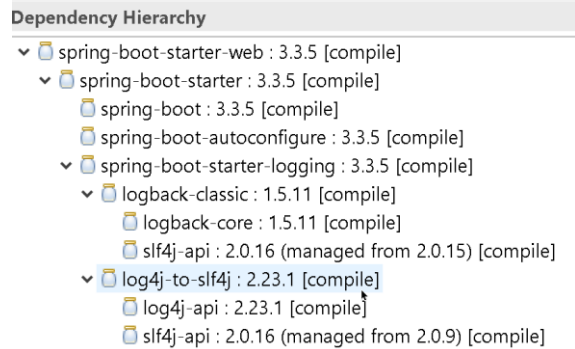 Dependency Hierarchy
spring-boot-starter-web : 3.3.5 [compile]
spring-boot-starter : 3.3.5 [compile]
spring-boot : 3.3.5 [compile]
spring-boot-autoconfigure : 3.3.5 [compile]
spring-boot-starter-logging : 3.3.5 [compile]
logback-classic : 1.5.11 [compile]
logback-core : 1.5.11 [compile]
slf4j-api : 2.0.16 (managed from 2.0.15) [compile]
log4j-to-slf4j : 2.23.1 [compile]
log4j-api : 2.23.1 [compile]
slf4j-api : 2.0.16 (managed from 2.0.9) [compile]